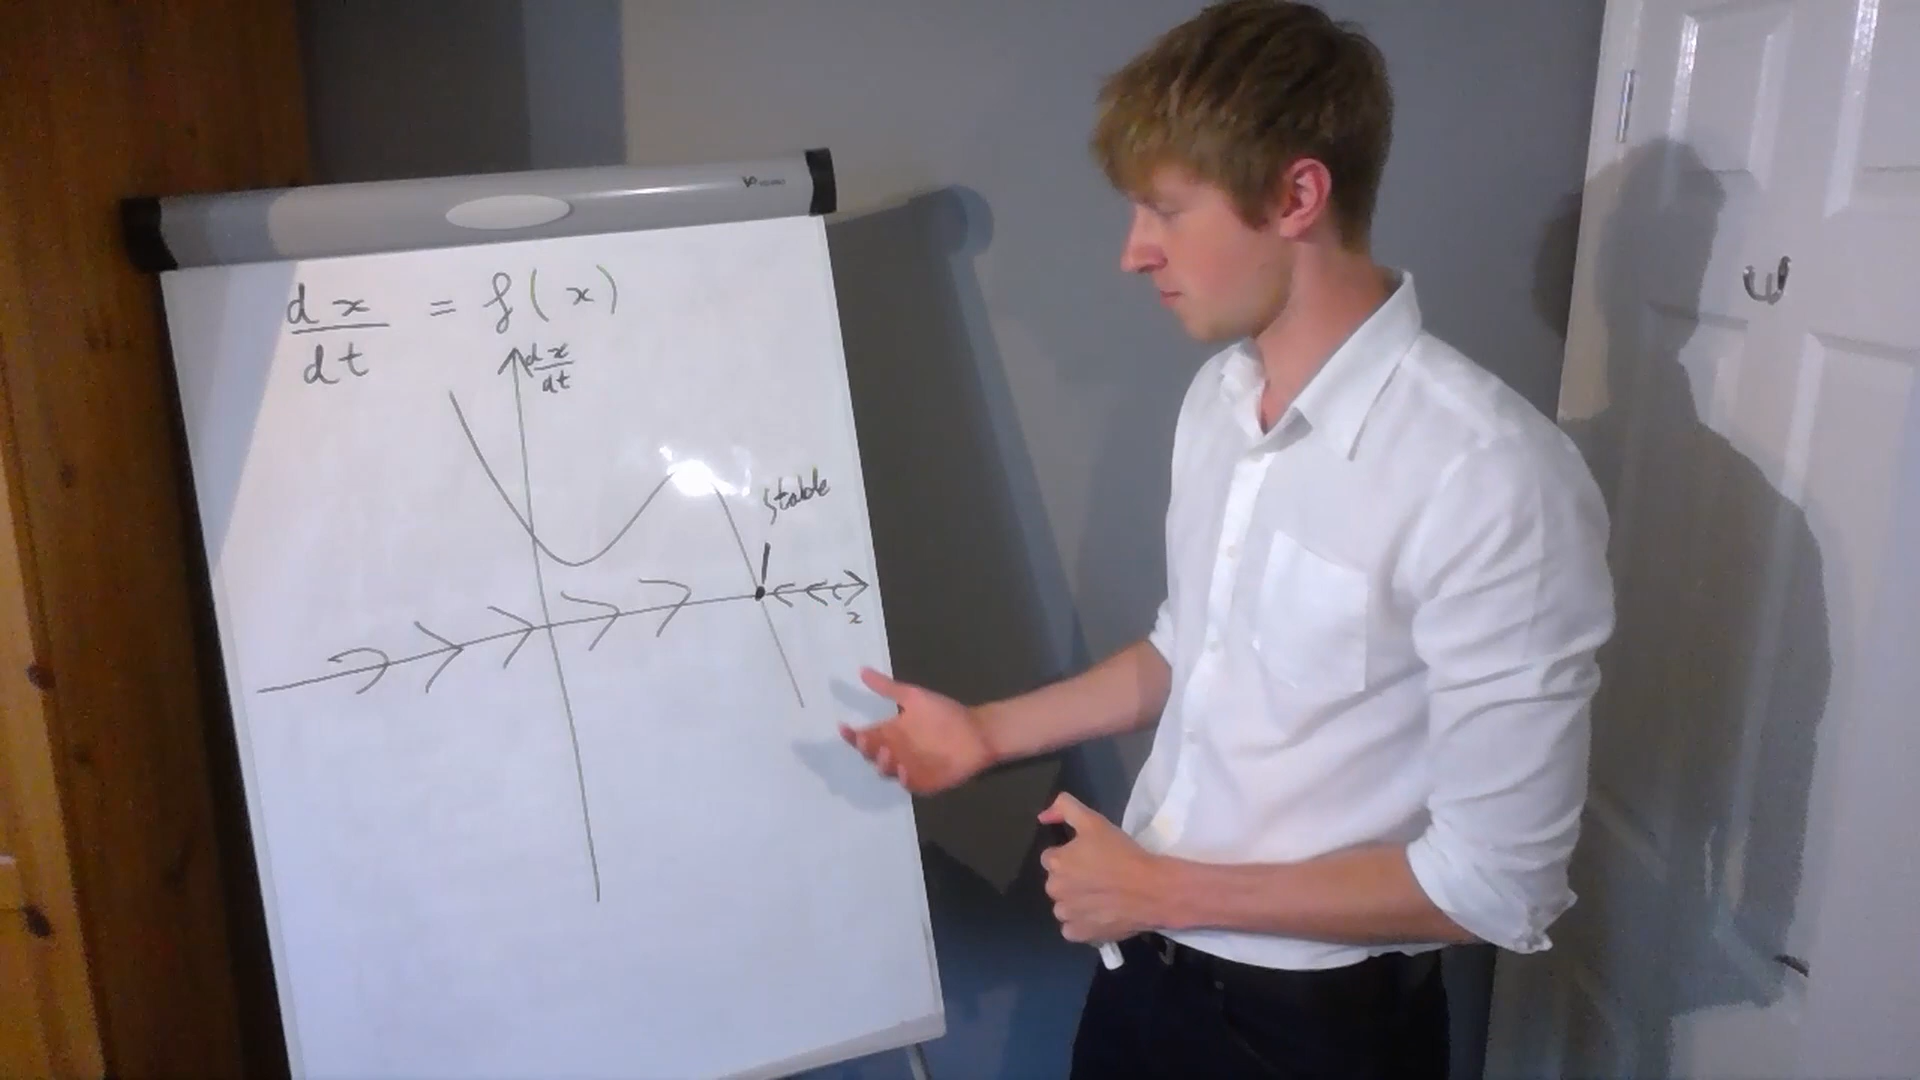 dx/dt = f(x)
dx/dt
stable
x